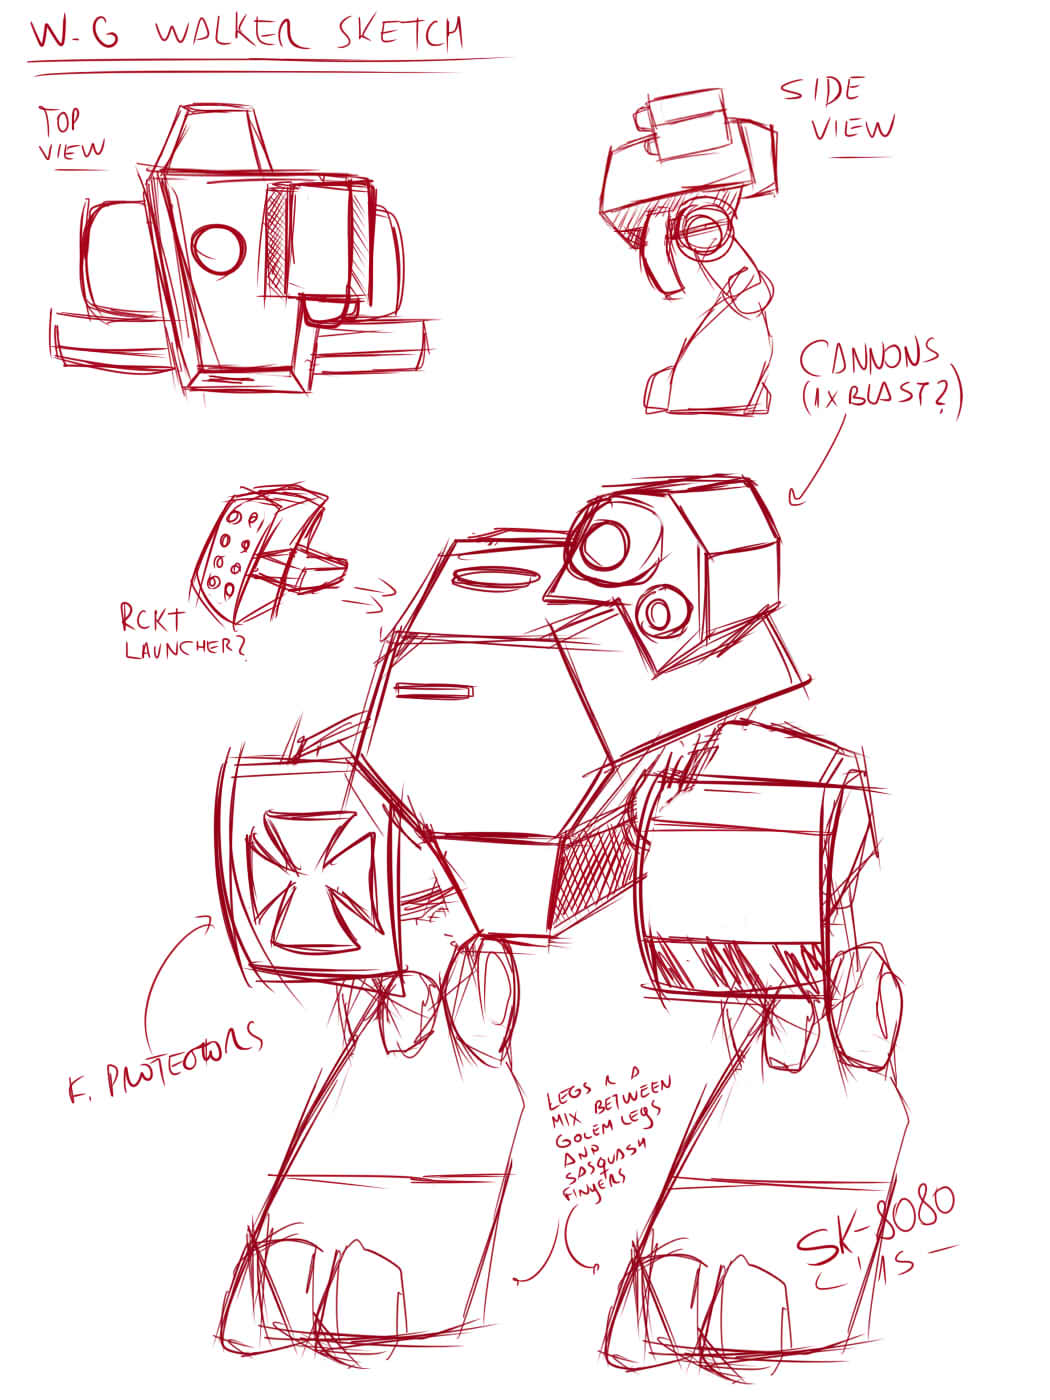 W-G WALKER SKETCH
TOP
VIEW
SIDE
VIEW
CANNONS
(1X BLAST?)
RCKT
LAUNCHER?
F. PROTECTORS
LEGS R A
MIX BETWEEN
GOLEM LEGS
AND
SASQUASH
FINGERS
SK-8080